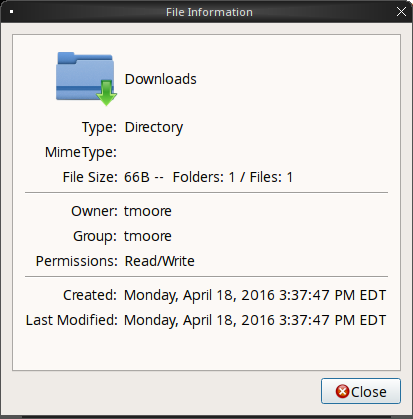 File Information
Downloads
Type: Directory
MimeType:
File Size: 66B -- Folders: 1 / Files: 1
Owner: tmoore
Group: tmoore
Permissions: Read/Write
Created: Monday, April 18, 2016 3:37:47 PM EDT
Last Modified: Monday, April 18, 2016 3:37:47 PM EDT
Close